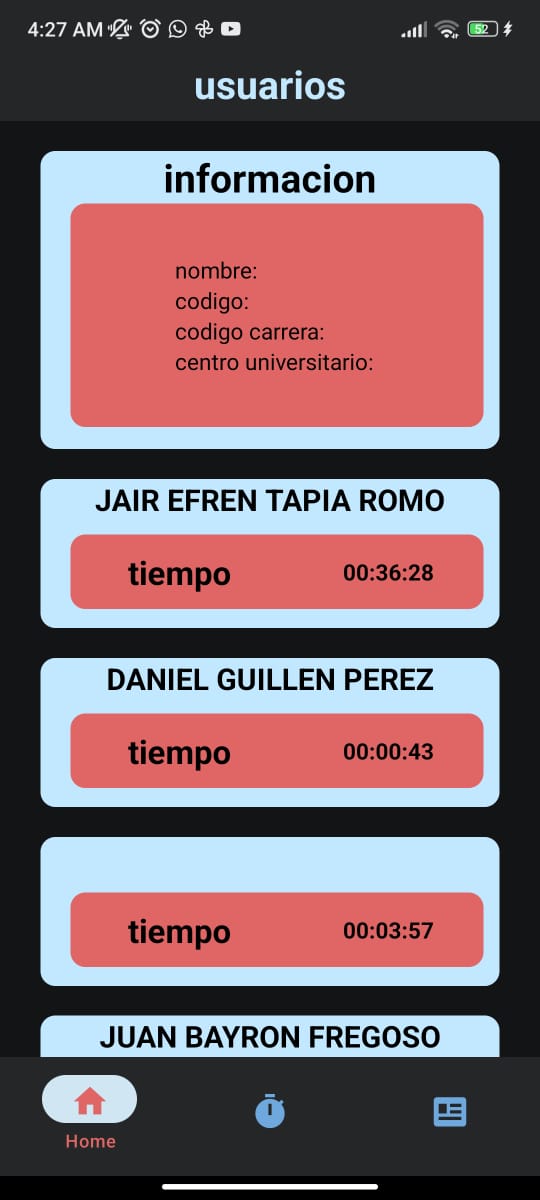 4:27 AM
52
usuarios
informacion
nombre:
codigo:
codigo carrera:
centro universitario:
JAIR EFREN TAPIA ROMO
tiempo 00:36:28
DANIEL GUILLEN PEREZ
tiempo 00:00:43
tiempo 00:03:57
JUAN BAYRON FREGOSO
Home